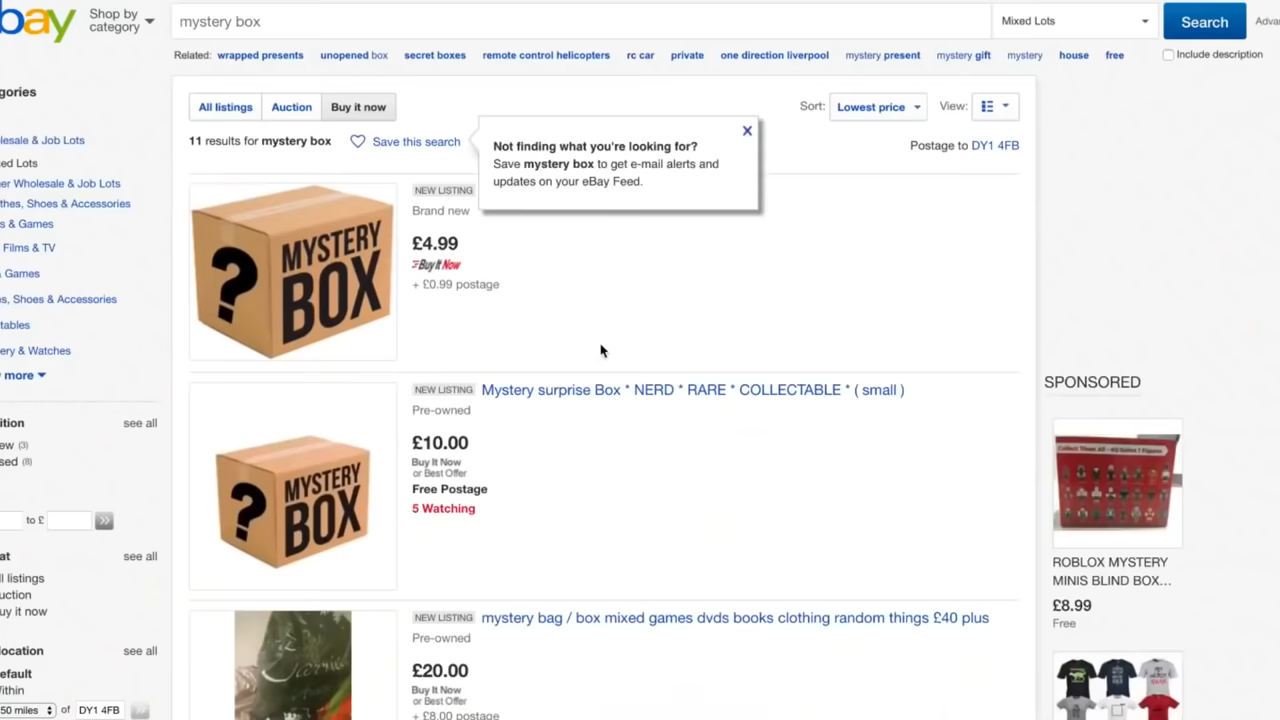 bay
Shop by
category
mystery box
Mixed Lots
Search
Related: wrapped presents unopened box secret boxes remote control helicopters rc car private one direction liverpool mystery present mystery gift mystery house free
Include description
gories
All listings
Auction
Buy it now
Sort: Lowest price
View:
11 results for mystery box
Save this search
Postage to DY1 4FB
X
Not finding what you're looking for?
Save mystery box to get e-mail alerts and
updates on your eBay Feed.
lesale & Job Lots
ed Lots
er Wholesale & Job Lots
thes, Shoes & Accessories
s & Games
Films & TV
& Games
es, Shoes & Accessories
tables
ery & Watches
more
NEW LISTING
Brand new
£4.99
Buy It Now
+ £0.99 postage
?
MYSTERY
BOX
NEW LISTING Mystery surprise Box * NERD * RARE * COLLECTABLE * ( small )
Pre-owned
£10.00
Buy It Now
or Best Offer
Free Postage
5 Watching
?
MYSTERY
BOX
NEW LISTING mystery bag / box mixed games dvds books clothing random things £40 plus
Pre-owned
£20.00
Buy It Now
or Best Offer
+ £8.00 postage
ition see all
ew (3)
sed (8)
to £
at see all
ll listings
uction
uy it now
location see all
efault
Within
50 miles of DY1 4FB
SPONSORED
Collect Them All
ROBLOX MYSTERY
MINIS BLIND BOX...
£8.99
Free